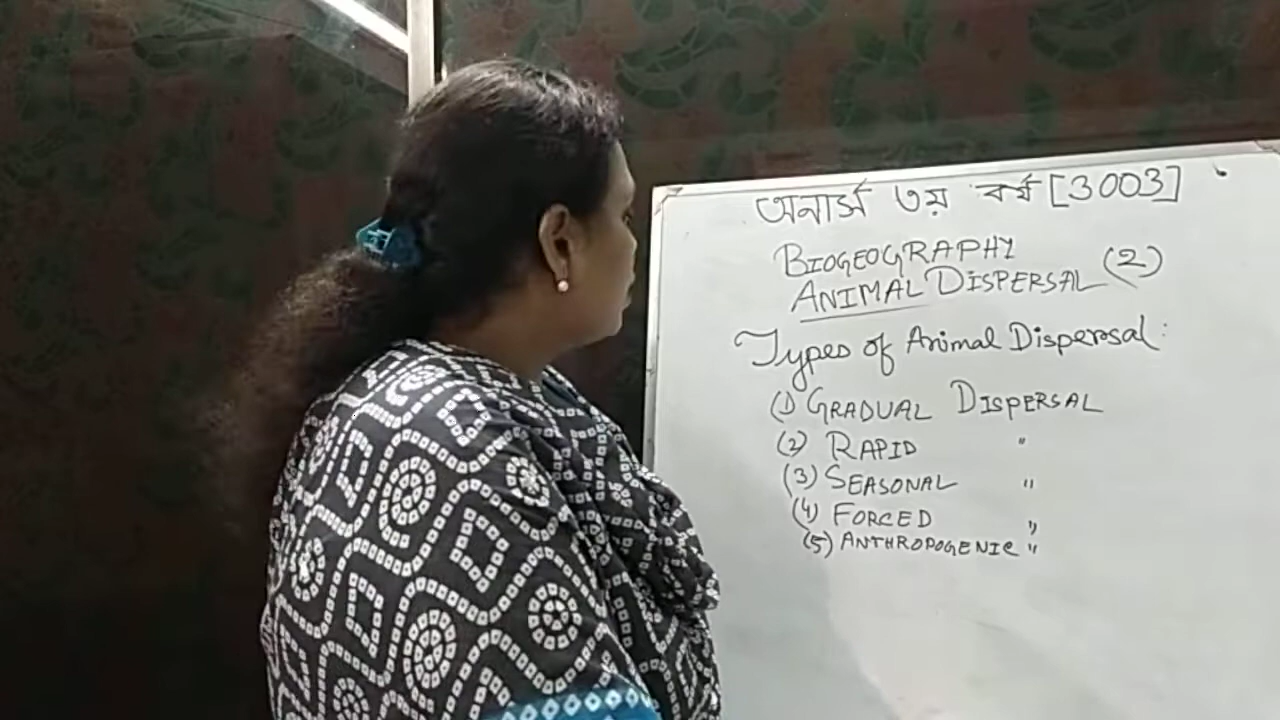 অনার্স ৩য় বর্ষ [3003]
BIOGEOGRAPHY
ANIMAL DISPERSAL (2)
Types of Animal Dispersal:
(1) GRADUAL DISPERSAL
(2) RAPID "
(3) SEASONAL "
(4) FORCED "
(5) ANTHROPOGENIC "